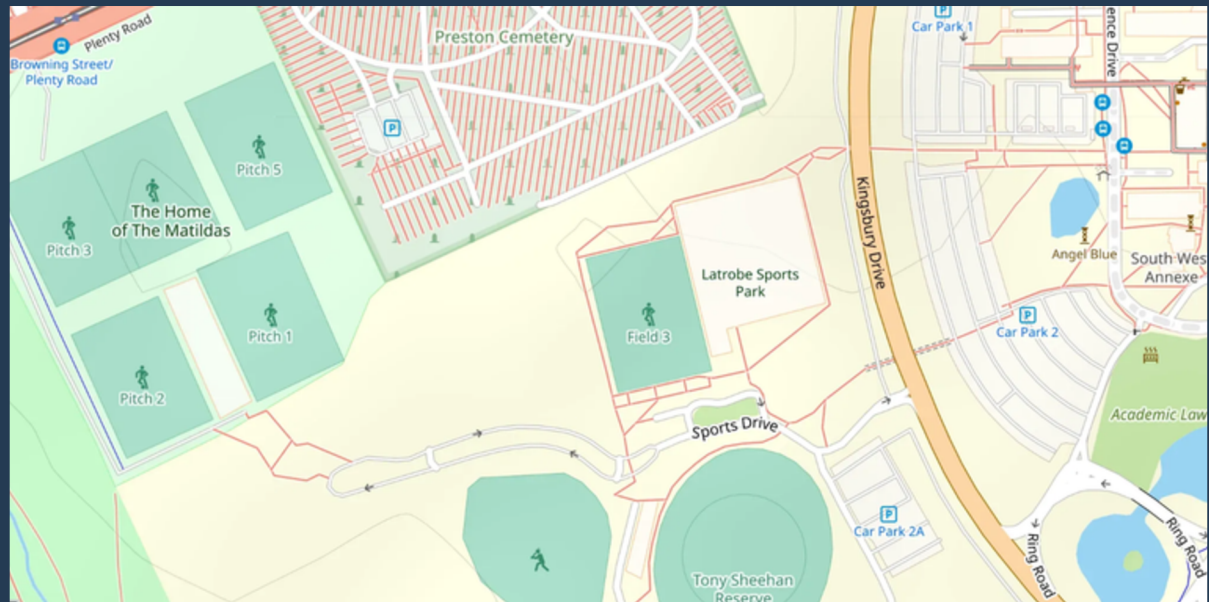 Plenty Road
Browning Street/
Plenty Road
Preston Cemetery
P
Car Park 1
ence Drive
Pitch 5
The Home
of The Matildas
Pitch 3
Pitch 1
Pitch 2
Kingsbury Drive
Angel Blue
South Wes
Annexe
Latrobe Sports
Park
Field 3
P
Car Park 2
Academic Law
Sports Drive
P
Car Park 2A
Ring Road
Ring Road
Tony Sheehan
Reserve